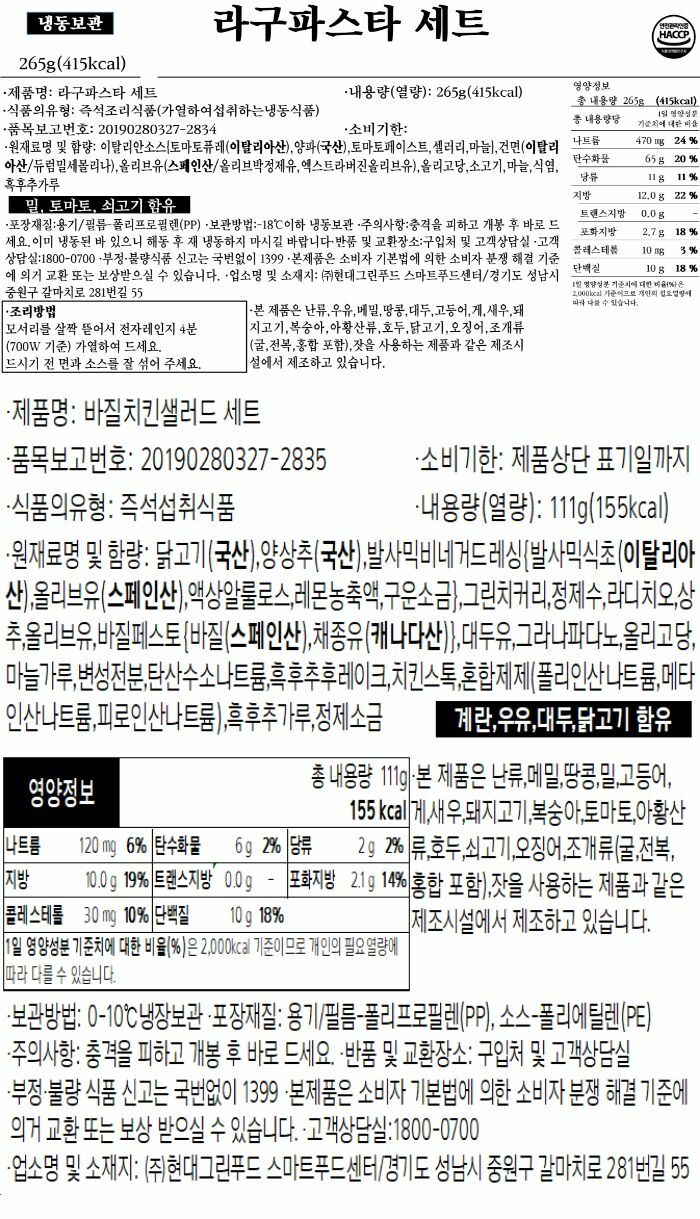 냉동보관
라구파스타 세트
안전관리인증
HACCP
식품의약품안전처
265g(415kcal)
·제품명: 라구파스타 세트 ·내용량(열량): 265g(415kcal)
·식품의유형: 즉석조리식품(가열하여섭취하는냉동식품)
·품목보고번호: 20190280327-2834 ·소비기한:
·원재료명 및 함량: 이탈리안소스[토마토퓨레(이탈리아산),양파(국산),토마토페이스트,셀러리,마늘],건면(이탈리
아산/듀럼밀세몰리나),올리브유(스페인산/올리브박정제유,엑스트라버진올리브유),올리고당,소고기,마늘,식염,
흑후추가루
밀, 토마토, 쇠고기 함유
·포장재질:용기/필름-폴리프로필렌(PP) ·보관방법:-18℃이하 냉동보관 ·주의사항:충격을 피하고 개봉 후 바로 드
세요.이미 냉동된 바 있으니 해동 후 재 냉동하지 마시길 바랍니다·반품 및 교환장소:구입처 및 고객상담실 ·고객
상담실:1800-0700 ·부정·불량식품 신고는 국번없이 1399 ·본제품은 소비자 기본법에 의한 소비자 분쟁 해결 기준
에 의거 교환 또는 보상받으실 수 있습니다. ·업소명 및 소재지: ㈜현대그린푸드 스마트푸드센터/경기도 성남시
중원구 갈마치로 281번길 55
·조리방법
모서리를 살짝 뜯어서 전자레인지 4분
(700W 기준) 가열하여 드세요.
드시기 전 면과 소스를 잘 섞어 주세요.
·본 제품은 난류,우유,메밀,땅콩,대두,고등어,게,새우,돼
지고기,복숭아,아황산류,호두,닭고기,오징어,조개류
(굴,전복,홍합 포함),잣을 사용하는 제품과 같은 제조시
설에서 제조하고 있습니다.
영양정보
총 내용량 265g (415kcal)
총 내용량당 1일 영양성분 기준치에 대한 비율
나트륨 470 mg 24 %
탄수화물 65 g 20 %
당류 11 g 11 %
지방 12.0 g 22 %
트랜스지방 0.0 g -
포화지방 2.7 g 18 %
콜레스테롤 10 mg 3 %
단백질 10 g 18 %
1일 영양성분 기준치에 대한 비율(%)은
2,000kcal 기준이므로 개인의 필요열량에
따라 다를 수 있습니다.
·제품명: 바질치킨샐러드 세트
·품목보고번호: 20190280327-2835 ·소비기한: 제품상단 표기일까지
·식품의유형: 즉석섭취식품 ·내용량(열량): 111g(155kcal)
·원재료명 및 함량: 닭고기(국산),양상추(국산),발사믹비네거드레싱{발사믹식초(이탈리아
산),올리브유(스페인산),액상알룰로스,레몬농축액,구운소금},그린치커리,정제수,라디치오,상
추,올리브유,바질페스토{바질(스페인산),채종유(캐나다산)},대두유,그라나파다노,올리고당,
마늘가루,변성전분,탄산수소나트륨,흑후추후레이크,치킨스톡,혼합제제(폴리인산나트륨,메타
인산나트륨,피로인산나트륨),흑후추가루,정제소금
계란,우유,대두,닭고기 함유
영양정보
총 내용량 111g
155 kcal
나트륨 120 mg 6% 탄수화물 6 g 2% 당류 2 g 2%
지방 10.0 g 19% 트랜스지방 0.0 g - 포화지방 2.1 g 14%
콜레스테롤 30 mg 10% 단백질 10 g 18%
1일 영양성분 기준치에 대한 비율(%)은 2,000kcal 기준이므로 개인의 필요열량에
따라 다를 수 있습니다.
·본 제품은 난류,메밀,땅콩,밀,고등어,
게,새우,돼지고기,복숭아,토마토,아황산
류,호두,쇠고기,오징어,조개류(굴,전복,
홍합 포함),잣을 사용하는 제품과 같은
제조시설에서 제조하고 있습니다.
·보관방법: 0-10℃냉장보관 ·포장재질: 용기/필름-폴리프로필렌(PP), 소스-폴리에틸렌(PE)
·주의사항: 충격을 피하고 개봉 후 바로 드세요. ·반품 및 교환장소: 구입처 및 고객상담실
·부정·불량 식품 신고는 국번없이 1399 ·본제품은 소비자 기본법에 의한 소비자 분쟁 해결 기준에
의거 교환 또는 보상 받으실 수 있습니다. ·고객상담실:1800-0700
·업소명 및 소재지: (주)현대그린푸드 스마트푸드센터/경기도 성남시 중원구 갈마치로 281번길 55